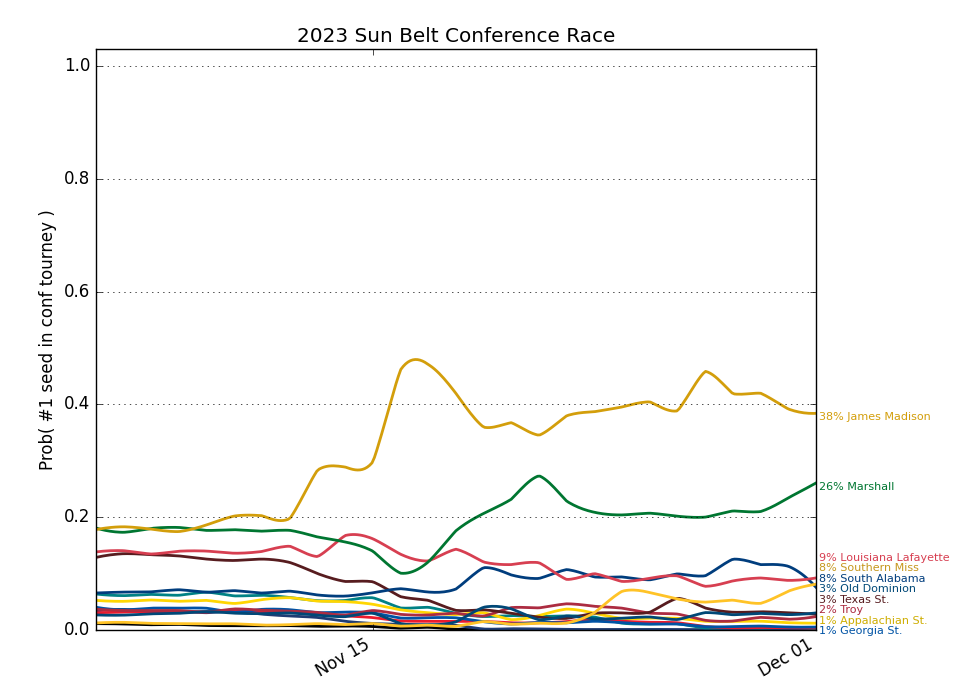 2023 Sun Belt Conference Race
Prob( #1 seed in conf tourney )
1.0
0.8
0.6
0.4
0.2
0.0
Nov 15
Dec 01
38% James Madison
26% Marshall
9% Louisiana Lafayette
8% Southern Miss
8% South Alabama
3% Old Dominion
3% Texas St.
2% Troy
1% Appalachian St.
1% Georgia St.